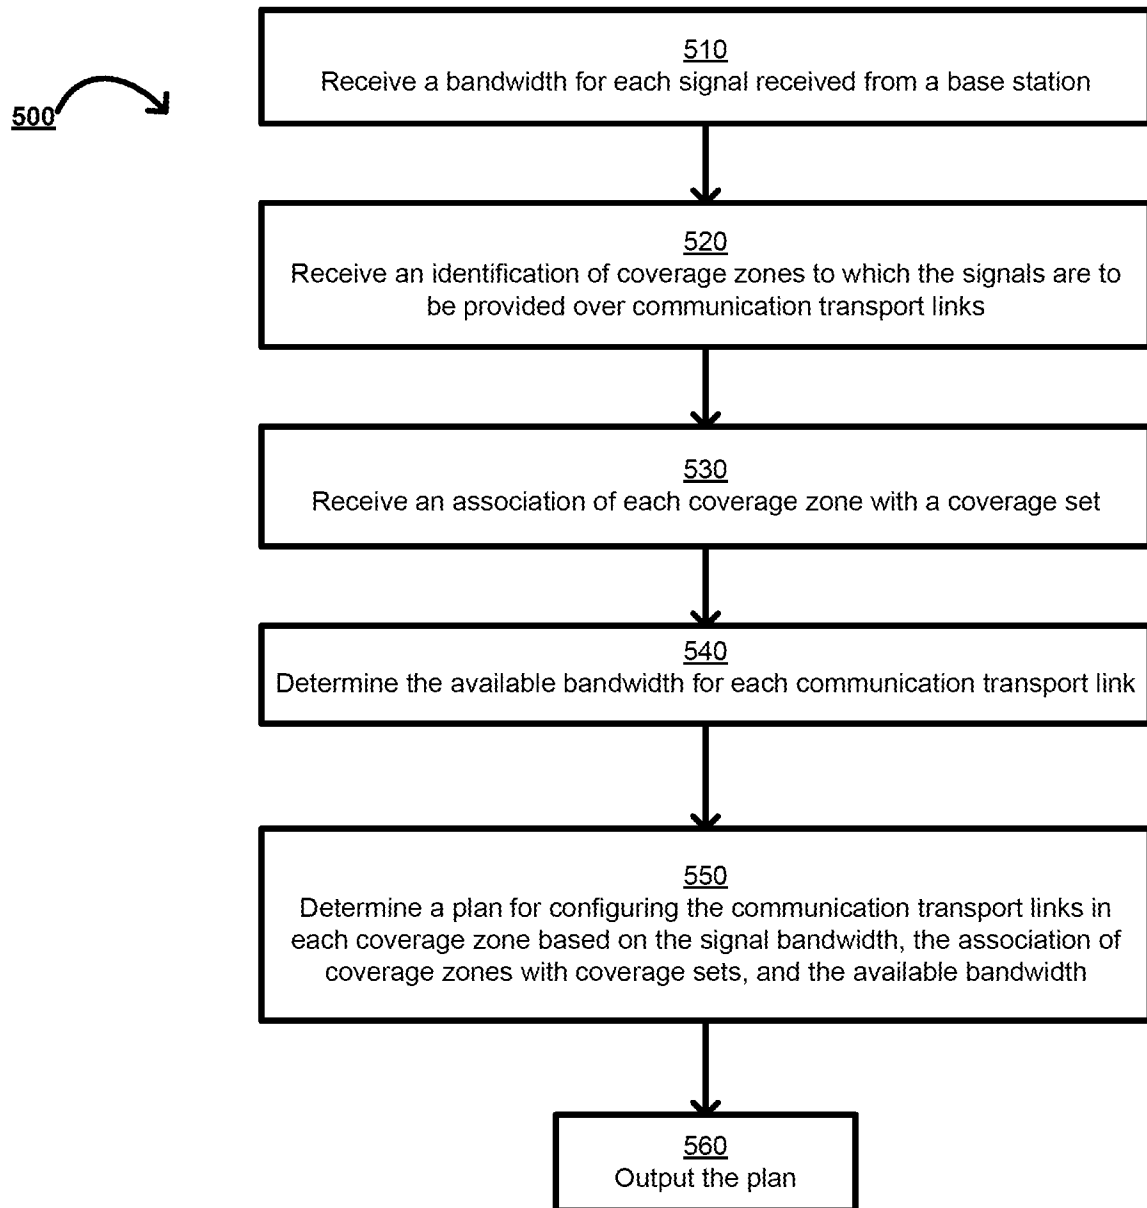 500
510
Receive a bandwidth for each signal received from a base station
520
Receive an identification of coverage zones to which the signals are to
be provided over communication transport links
530
Receive an association of each coverage zone with a coverage set
540
Determine the available bandwidth for each communication transport link
550
Determine a plan for configuring the communication transport links in
each coverage zone based on the signal bandwidth, the association of
coverage zones with coverage sets, and the available bandwidth
560
Output the plan